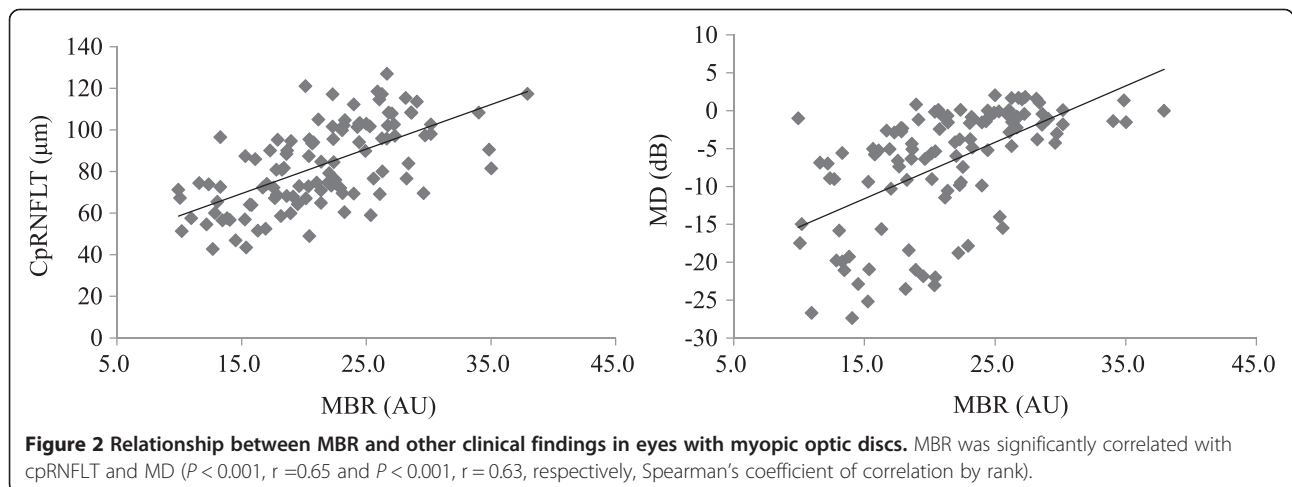 140
120
100
80
60
40
20
0
CpRNFLT (μm)
5.0 15.0 25.0 35.0 45.0
MBR (AU)
10
5
0
-5
-10
-15
-20
-25
-30
MD (dB)
5.0 15.0 25.0 35.0 45.0
MBR (AU)
Figure 2 Relationship between MBR and other clinical findings in eyes with myopic optic discs. MBR was significantly correlated with
cpRNFLT and MD (P < 0.001, r =0.65 and P < 0.001, r = 0.63, respectively, Spearman's coefficient of correlation by rank).